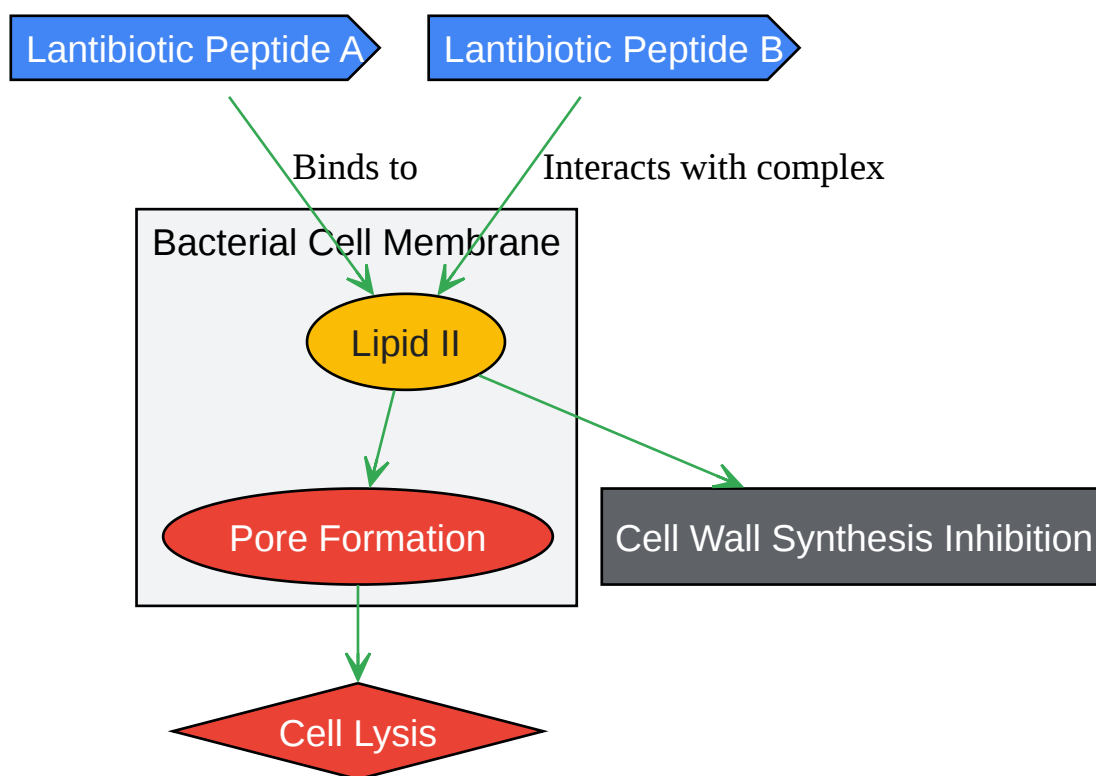 Lantibiotic Peptide A
Lantibiotic Peptide B
Binds to
Interacts with complex
Bacterial Cell Membrane
Lipid II
Pore Formation
Cell Wall Synthesis Inhibition
Cell Lysis